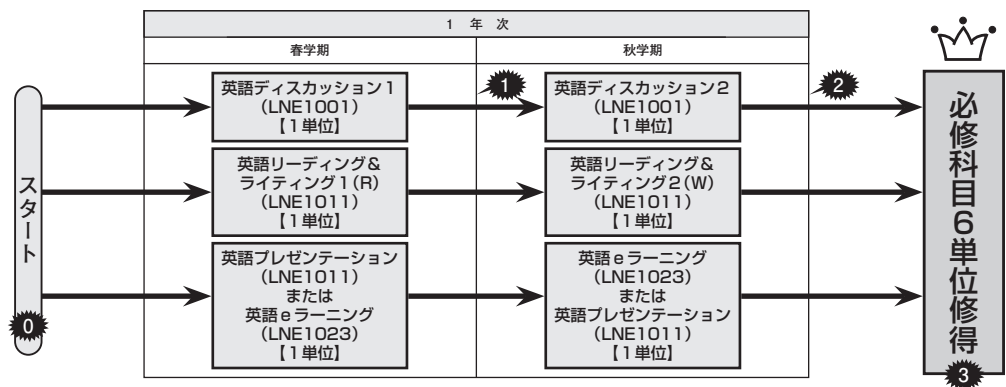 1 年 次
春学期
秋学期
スタート
0
英語ディスカッション1
(LNE1001)
【1単位】
1
英語ディスカッション2
(LNE1001)
【1単位】
2
英語リーディング&
ライティング1(R)
(LNE1011)
【1単位】
英語リーディング&
ライティング2(W)
(LNE1011)
【1単位】
英語プレゼンテーション
(LNE1011)
または
英語eラーニング
(LNE1023)
【1単位】
英語eラーニング
(LNE1023)
または
英語プレゼンテーション
(LNE1011)
【1単位】
必修科目6単位修得
3